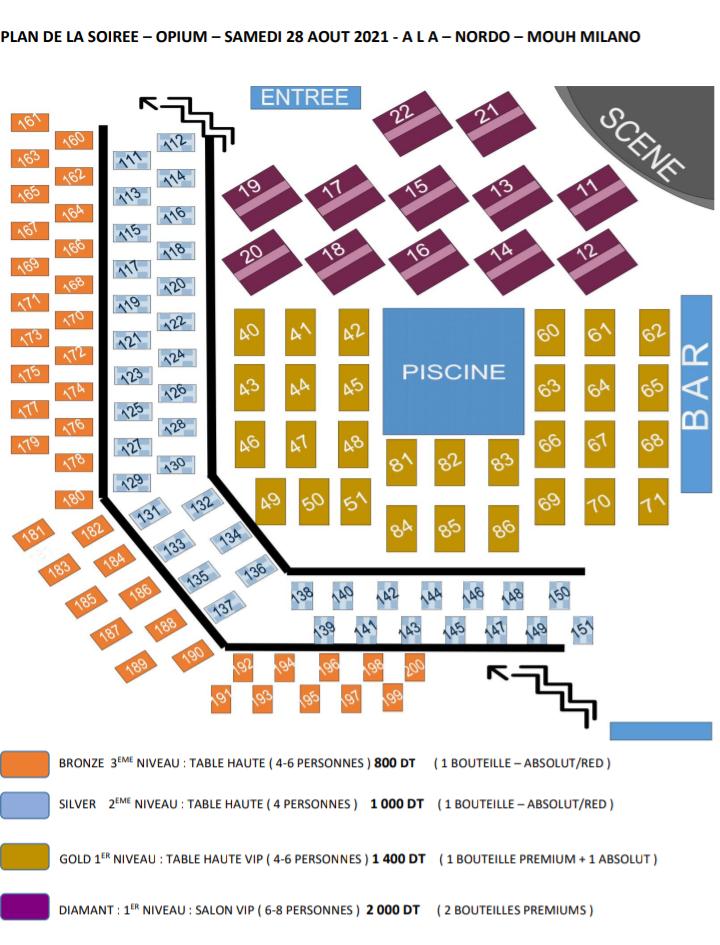 PLAN DE LA SOIREE – OPIUM – SAMEDI 28 AOUT 2021 - A L A – NORDO – MOUH MILANO
ENTREE
SCENE
22 21
19 17 15 13 11
20 18 16 14 12
161 160 163 162 165 164 167 166 169 168 171 170 173 172 175 174 177 176 179 178 180
112 111 114 113 116 115 118 117 120 119 122 121 124 123 126 125 128 127 130 129
40 41 42
43 44 45
46 47 48
49 50 51
PISCINE
60 61 62
63 64 65
66 67 68
69 70 71
BAR
81 82 83
84 85 86
131 132 133 134 135 136 137
181 182 183 184 185 186 187 188 189 190
138 140 142 144 146 148 150
139 141 143 145 147 149 151
192 194 196 198 200
191 193 195 197 199
BRONZE 3EME NIVEAU : TABLE HAUTE ( 4-6 PERSONNES ) 800 DT ( 1 BOUTEILLE – ABSOLUT/RED )
SILVER 2EME NIVEAU : TABLE HAUTE ( 4 PERSONNES ) 1 000 DT ( 1 BOUTEILLE – ABSOLUT/RED )
GOLD 1ER NIVEAU : TABLE HAUTE VIP ( 4-6 PERSONNES ) 1 400 DT ( 1 BOUTEILLE PREMIUM + 1 ABSOLUT )
DIAMANT : 1ER NIVEAU : SALON VIP ( 6-8 PERSONNES ) 2 000 DT ( 2 BOUTEILLES PREMIUMS )